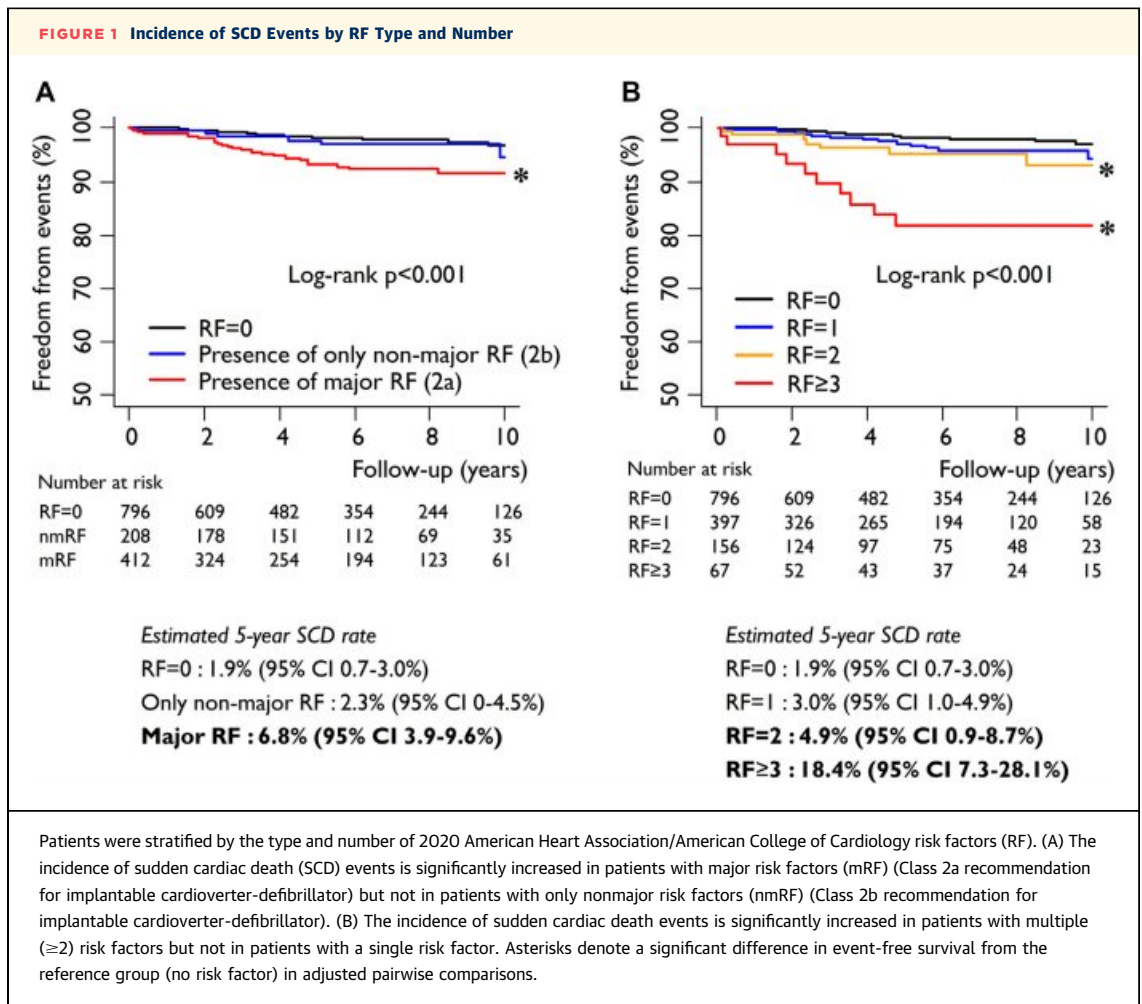 FIGURE 1 Incidence of SCD Events by RF Type and Number
A
Freedom from events (%)
100
90
80
70
60
50
*
Log-rank p<0.001
RF=0
Presence of only non-major RF (2b)
Presence of major RF (2a)
0 2 4 6 8 10
Follow-up (years)
Number at risk
RF=0 796 609 482 354 244 126
nmRF 208 178 151 112 69 35
mRF 412 324 254 194 123 61
Estimated 5-year SCD rate
RF=0 : 1.9% (95% CI 0.7-3.0%)
Only non-major RF : 2.3% (95% CI 0-4.5%)
Major RF : 6.8% (95% CI 3.9-9.6%)
B
Freedom from events (%)
100
90
80
70
60
50
*
*
Log-rank p<0.001
RF=0
RF=1
RF=2
RF≥3
0 2 4 6 8 10
Follow-up (years)
Number at risk
RF=0 796 609 482 354 244 126
RF=1 397 326 265 194 120 58
RF=2 156 124 97 75 48 23
RF≥3 67 52 43 37 24 15
Estimated 5-year SCD rate
RF=0 : 1.9% (95% CI 0.7-3.0%)
RF=1 : 3.0% (95% CI 1.0-4.9%)
RF=2 : 4.9% (95% CI 0.9-8.7%)
RF≥3 : 18.4% (95% CI 7.3-28.1%)
Patients were stratified by the type and number of 2020 American Heart Association/American College of Cardiology risk factors (RF). (A) The
incidence of sudden cardiac death (SCD) events is significantly increased in patients with major risk factors (mRF) (Class 2a recommendation
for implantable cardioverter-defibrillator) but not in patients with only nonmajor risk factors (nmRF) (Class 2b recommendation for
implantable cardioverter-defibrillator). (B) The incidence of sudden cardiac death events is significantly increased in patients with multiple
(≥2) risk factors but not in patients with a single risk factor. Asterisks denote a significant difference in event-free survival from the
reference group (no risk factor) in adjusted pairwise comparisons.